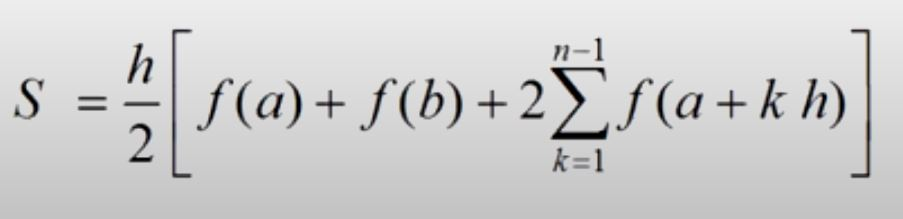 S = h/2 [ f(a) + f(b) + 2 ∑_{k=1}^{n-1} f(a + k h) ]